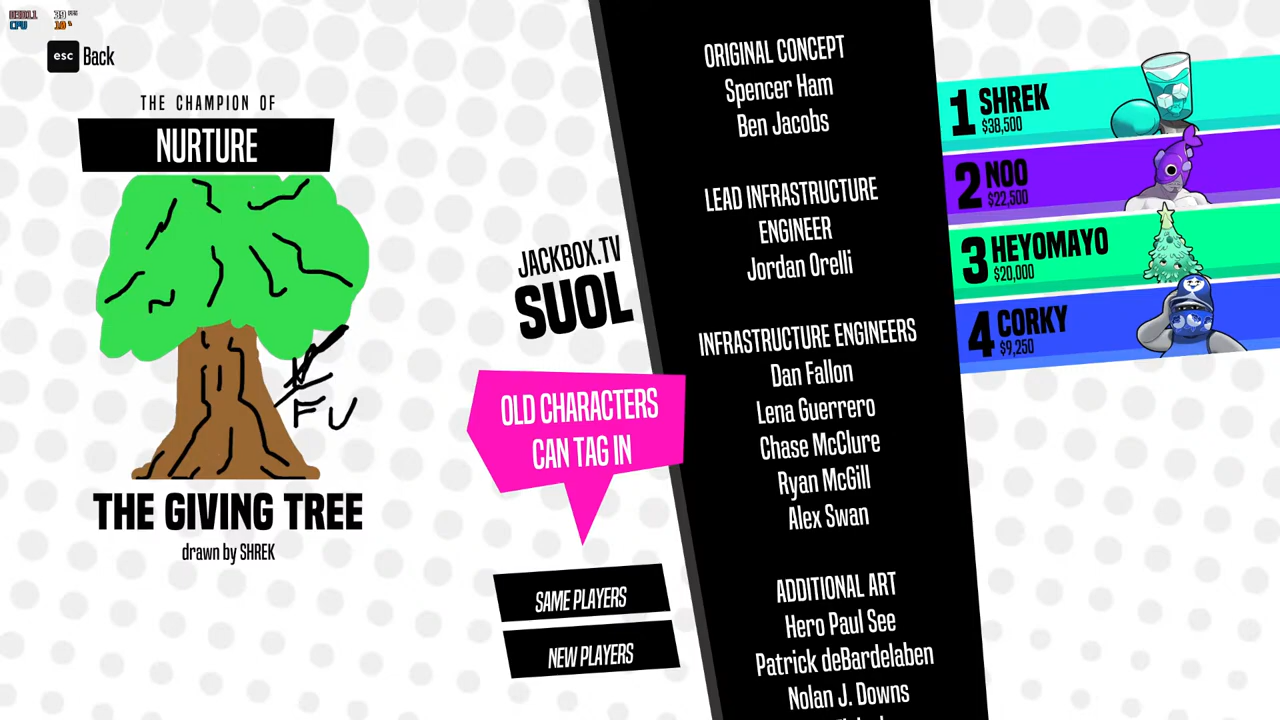 39 FPS
CPU
esc Back
THE CHAMPION OF
NURTURE
FU
THE GIVING TREE
drawn by SHREK
JACKBOX.TV
SUOL
OLD CHARACTERS
CAN TAG IN
SAME PLAYERS
NEW PLAYERS
ORIGINAL CONCEPT
Spencer Ham
Ben Jacobs
LEAD INFRASTRUCTURE
ENGINEER
Jordan Orelli
INFRASTRUCTURE ENGINEERS
Dan Fallon
Lena Guerrero
Chase McClure
Ryan McGill
Alex Swan
ADDITIONAL ART
Hero Paul See
Patrick deBardelaben
Nolan J. Downs
1 SHREK
$38,500
2 NOO
$22,500
3 HEYOMAYO
$20,000
4 CORKY
$9,250